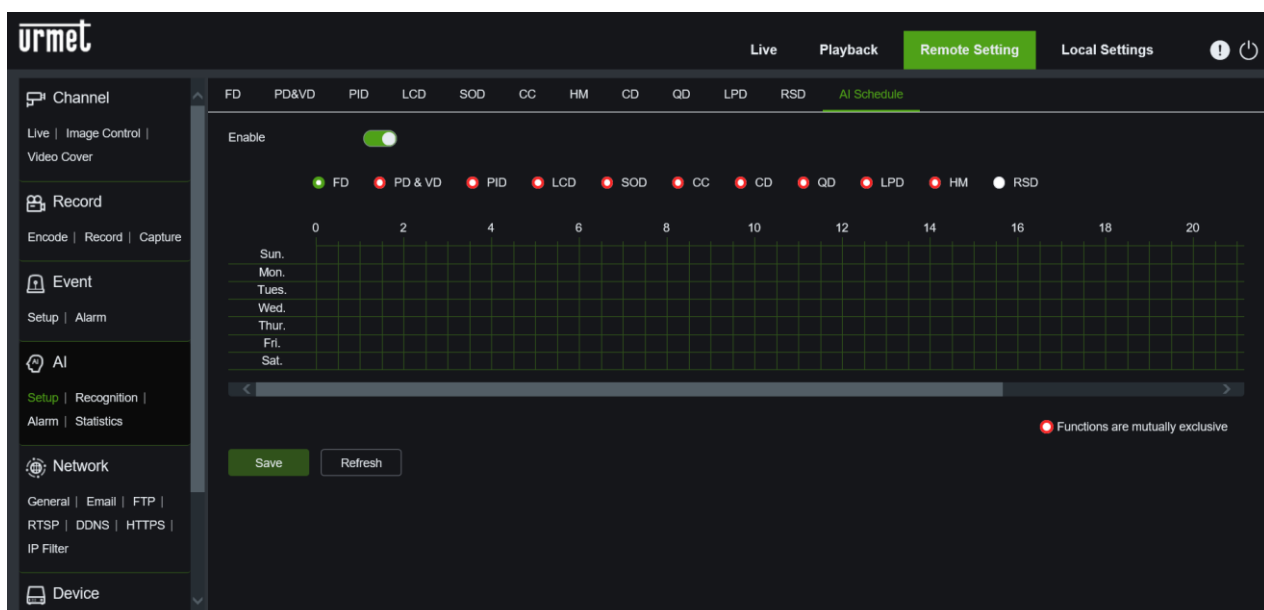 urmet
Live Playback Remote Setting Local Settings
Channel
Live | Image Control |
Video Cover
Record
Encode | Record | Capture
Event
Setup | Alarm
AI
Setup | Recognition |
Alarm | Statistics
Network
General | Email | FTP |
RTSP | DDNS | HTTPS |
IP Filter
Device
FD PD&VD PID LCD SOD CC HM CD QD LPD RSD AI Schedule
Enable
FD PD & VD PID LCD SOD CC CD QD LPD HM RSD
0 2 4 6 8 10 12 14 16 18 20
Sun.
Mon.
Tues.
Wed.
Thur.
Fri.
Sat.
Functions are mutually exclusive
Save Refresh